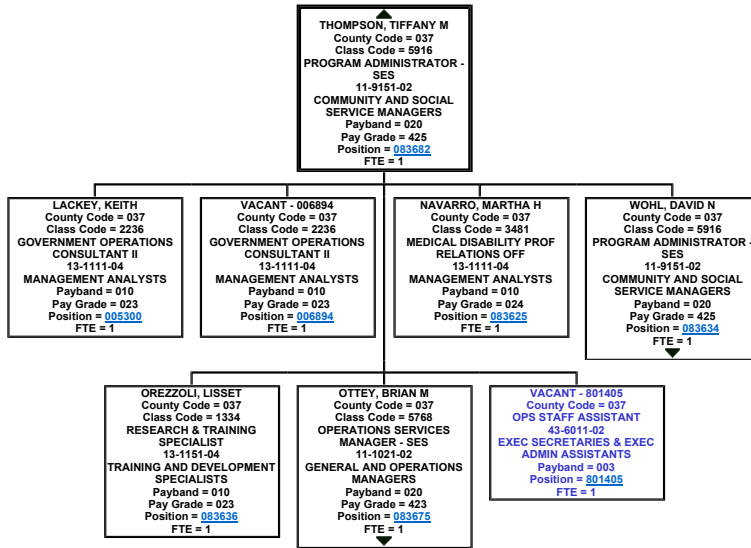 THOMPSON, TIFFANY M
County Code = 037
Class Code = 5916
PROGRAM ADMINISTRATOR -
SES
11-9151-02
COMMUNITY AND SOCIAL
SERVICE MANAGERS
Payband = 020
Pay Grade = 425
Position = 083682
FTE = 1
LACKEY, KEITH
County Code = 037
Class Code = 2236
GOVERNMENT OPERATIONS
CONSULTANT II
13-1111-04
MANAGEMENT ANALYSTS
Payband = 010
Pay Grade = 023
Position = 005300
FTE = 1
VACANT - 006894
County Code = 037
Class Code = 2236
GOVERNMENT OPERATIONS
CONSULTANT II
13-1111-04
MANAGEMENT ANALYSTS
Payband = 010
Pay Grade = 023
Position = 006894
FTE = 1
NAVARRO, MARTHA H
County Code = 037
Class Code = 3481
MEDICAL DISABILITY PROF
RELATIONS OFF
13-1111-04
MANAGEMENT ANALYSTS
Payband = 010
Pay Grade = 024
Position = 083625
FTE = 1
WOHL, DAVID N
County Code = 037
Class Code = 5916
PROGRAM ADMINISTRATOR -
SES
11-9151-02
COMMUNITY AND SOCIAL
SERVICE MANAGERS
Payband = 020
Pay Grade = 425
Position = 083634
FTE = 1
OREZZOLI, LISSET
County Code = 037
Class Code = 1334
RESEARCH & TRAINING
SPECIALIST
13-1151-04
TRAINING AND DEVELOPMENT
SPECIALISTS
Payband = 010
Pay Grade = 023
Position = 083636
FTE = 1
OTTEY, BRIAN M
County Code = 037
Class Code = 5768
OPERATIONS SERVICES
MANAGER - SES
11-1021-02
GENERAL AND OPERATIONS
MANAGERS
Payband = 020
Pay Grade = 423
Position = 083675
FTE = 1
VACANT - 801405
County Code = 037
OPS STAFF ASSISTANT
43-6011-02
EXEC SECRETARIES & EXEC
ADMIN ASSISTANTS
Payband = 003
Position = 801405
FTE = 1